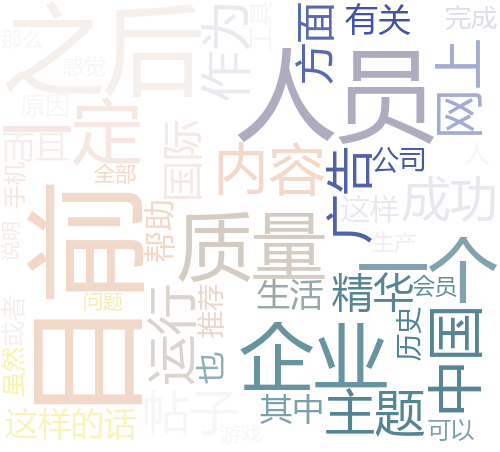 之后
作为
工具
方面
有关
完成
那么
感觉
人员
网上
原因
一定
而且
国际
内容
广告
公司
人
手机
全部
帮助
这样
成功
目前
质量
说明
生产
一个
问题
运行
推荐
生活
精华
会员
或者
企业
也
历史
中国
虽然
这样的话
帖子
游戏
其中
主题
可以